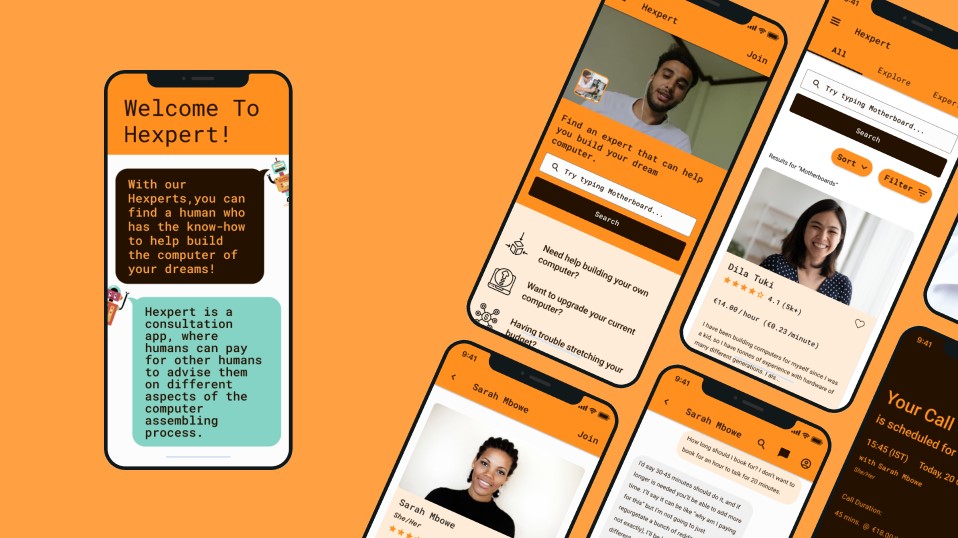 Welcome To
Hexpert!
With our
Hexperts,you can
find a human who
has the know-how
to help build
the computer of
your dreams!
Hexpert is a
consultation
app, where
humans can pay
for other humans
to advise them
on different
aspects of the
computer
assembling
process.
Hexpert
Join
Find an expert that can help
you build your dream
computer.
Try typing Motherboard...
Search
Need help building your own
computer?
Want to upgrade your current
computer?
Having trouble stretching your
budget?
9:41
Hexpert
All
Explore
Try typing Motherboard...
Search
Sort
Filter
Results for "Motherboards"
Dila Tuki
4.1 (5k+)
€14.00/hour (€0.23/minute)
I have been building computers for myself since I was
a kid, so I have tonnes of experience with hardware of
many different generations. I als
9:41
Sarah Mbowe
Join
Sarah Mbowe
She/Her
9:41
Sarah Mbowe
How long should I book for? I don't want to
book for an hour to talk for 20 minutes.
I'd say 30-45 minutes should do it, and if
longer is needed you'll be able to add more
time. I'll say it can be like "why am I paying
for this" but I'm not going to just
regurgetate a bunch of
not exactly), I'll be
9:41
Your Call
is scheduled for
15:45 (IST)
Today, 20
with Sarah Mbowe
She/Her
Call Duration:
45 mins. @ €18.00